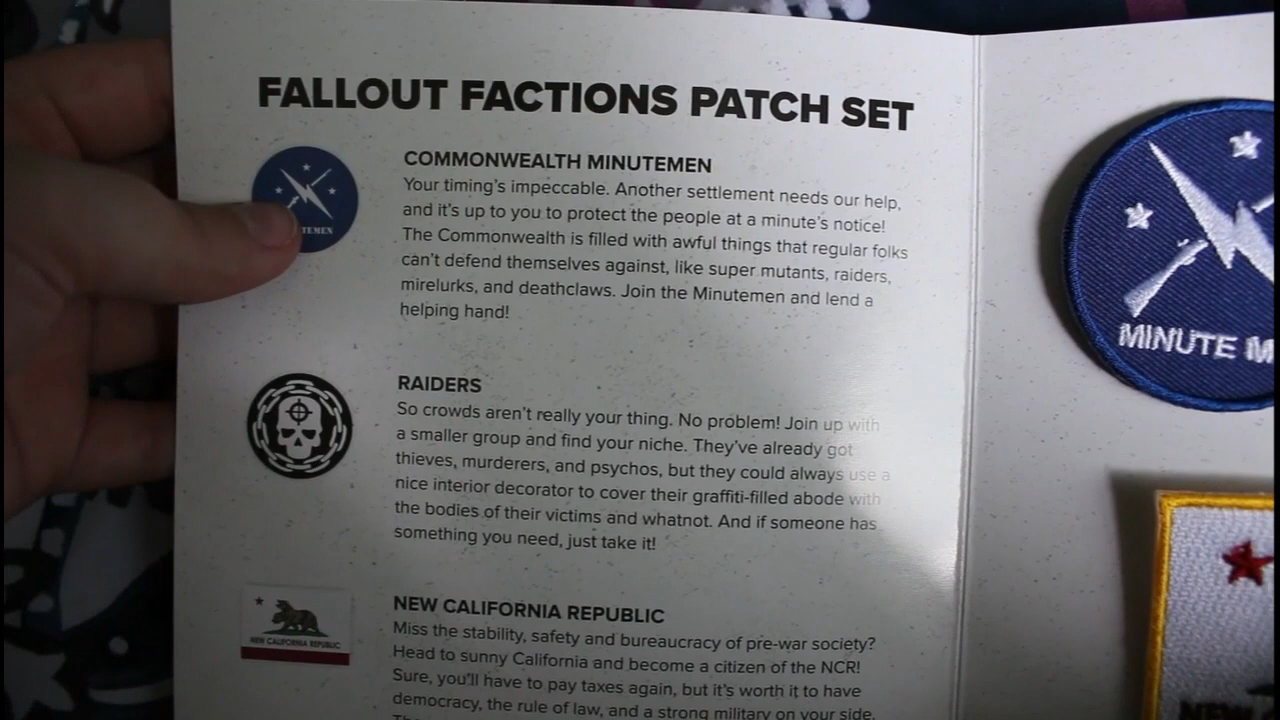 FALLOUT FACTIONS PATCH SET
COMMONWEALTH MINUTEMEN
Your timing's impeccable. Another settlement needs our help,
and it's up to you to protect the people at a minute's notice!
The Commonwealth is filled with awful things that regular folks
can't defend themselves against, like super mutants, raiders,
mirelurks, and deathclaws. Join the Minutemen and lend a
helping hand!
TEMEN
RAIDERS
So crowds aren't really your thing. No problem! Join up with
a smaller group and find your niche. They've already got
thieves, murderers, and psychos, but they could always use a
nice interior decorator to cover their graffiti-filled abode with
the bodies of their victims and whatnot. And if someone has
something you need, just take it!
NEW CALIFORNIA REPUBLIC
NEW CALIFORNIA REPUBLIC
Miss the stability, safety and bureaucracy of pre-war society?
Head to sunny California and become a citizen of the NCR!
Sure, you'll have to pay taxes again, but it's worth it to have
democracy, the rule of law, and a strong military on your side.
MINUTE M